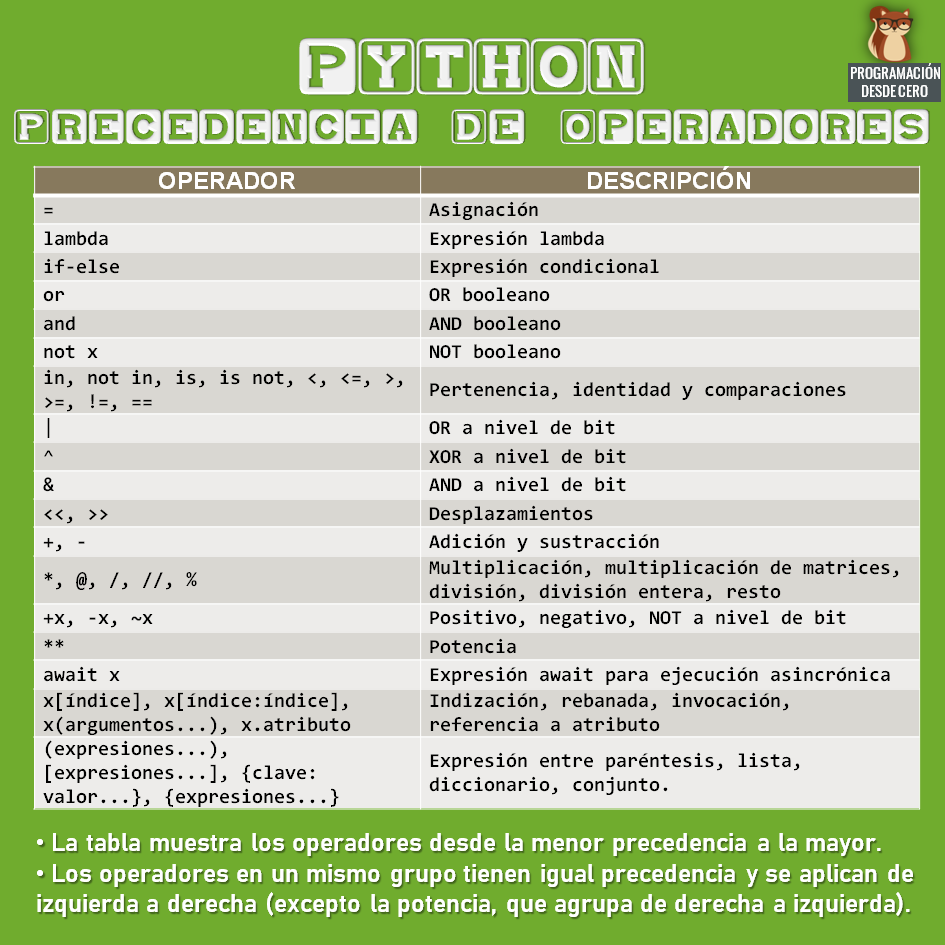 PYTHON
PROGRAMACIÓN
DESDE CERO
PRECEDENCIA DE OPERADORES
OPERADOR DESCRIPCIÓN
= Asignación
lambda Expresión lambda
if-else Expresión condicional
or OR booleano
and AND booleano
not x NOT booleano
in, not in, is, is not, <, <=, >,
>=, !=, == Pertenencia, identidad y comparaciones
| OR a nivel de bit
^ XOR a nivel de bit
& AND a nivel de bit
<<, >> Desplazamientos
+, - Adición y sustracción
*, @, /, //, % Multiplicación, multiplicación de matrices,
división, división entera, resto
+x, -x, ~x Positivo, negativo, NOT a nivel de bit
** Potencia
await x Expresión await para ejecución asincrónica
x[índice], x[índice:índice], Indización, rebanada, invocación,
x(argumentos...), x.atributo referencia a atributo
(expresiones...),
[expresiones...], {clave: Expresión entre paréntesis, lista,
valor...}, {expresiones...} diccionario, conjunto.
• La tabla muestra los operadores desde la menor precedencia a la mayor.
• Los operadores en un mismo grupo tienen igual precedencia y se aplican de
izquierda a derecha (excepto la potencia, que agrupa de derecha a izquierda).